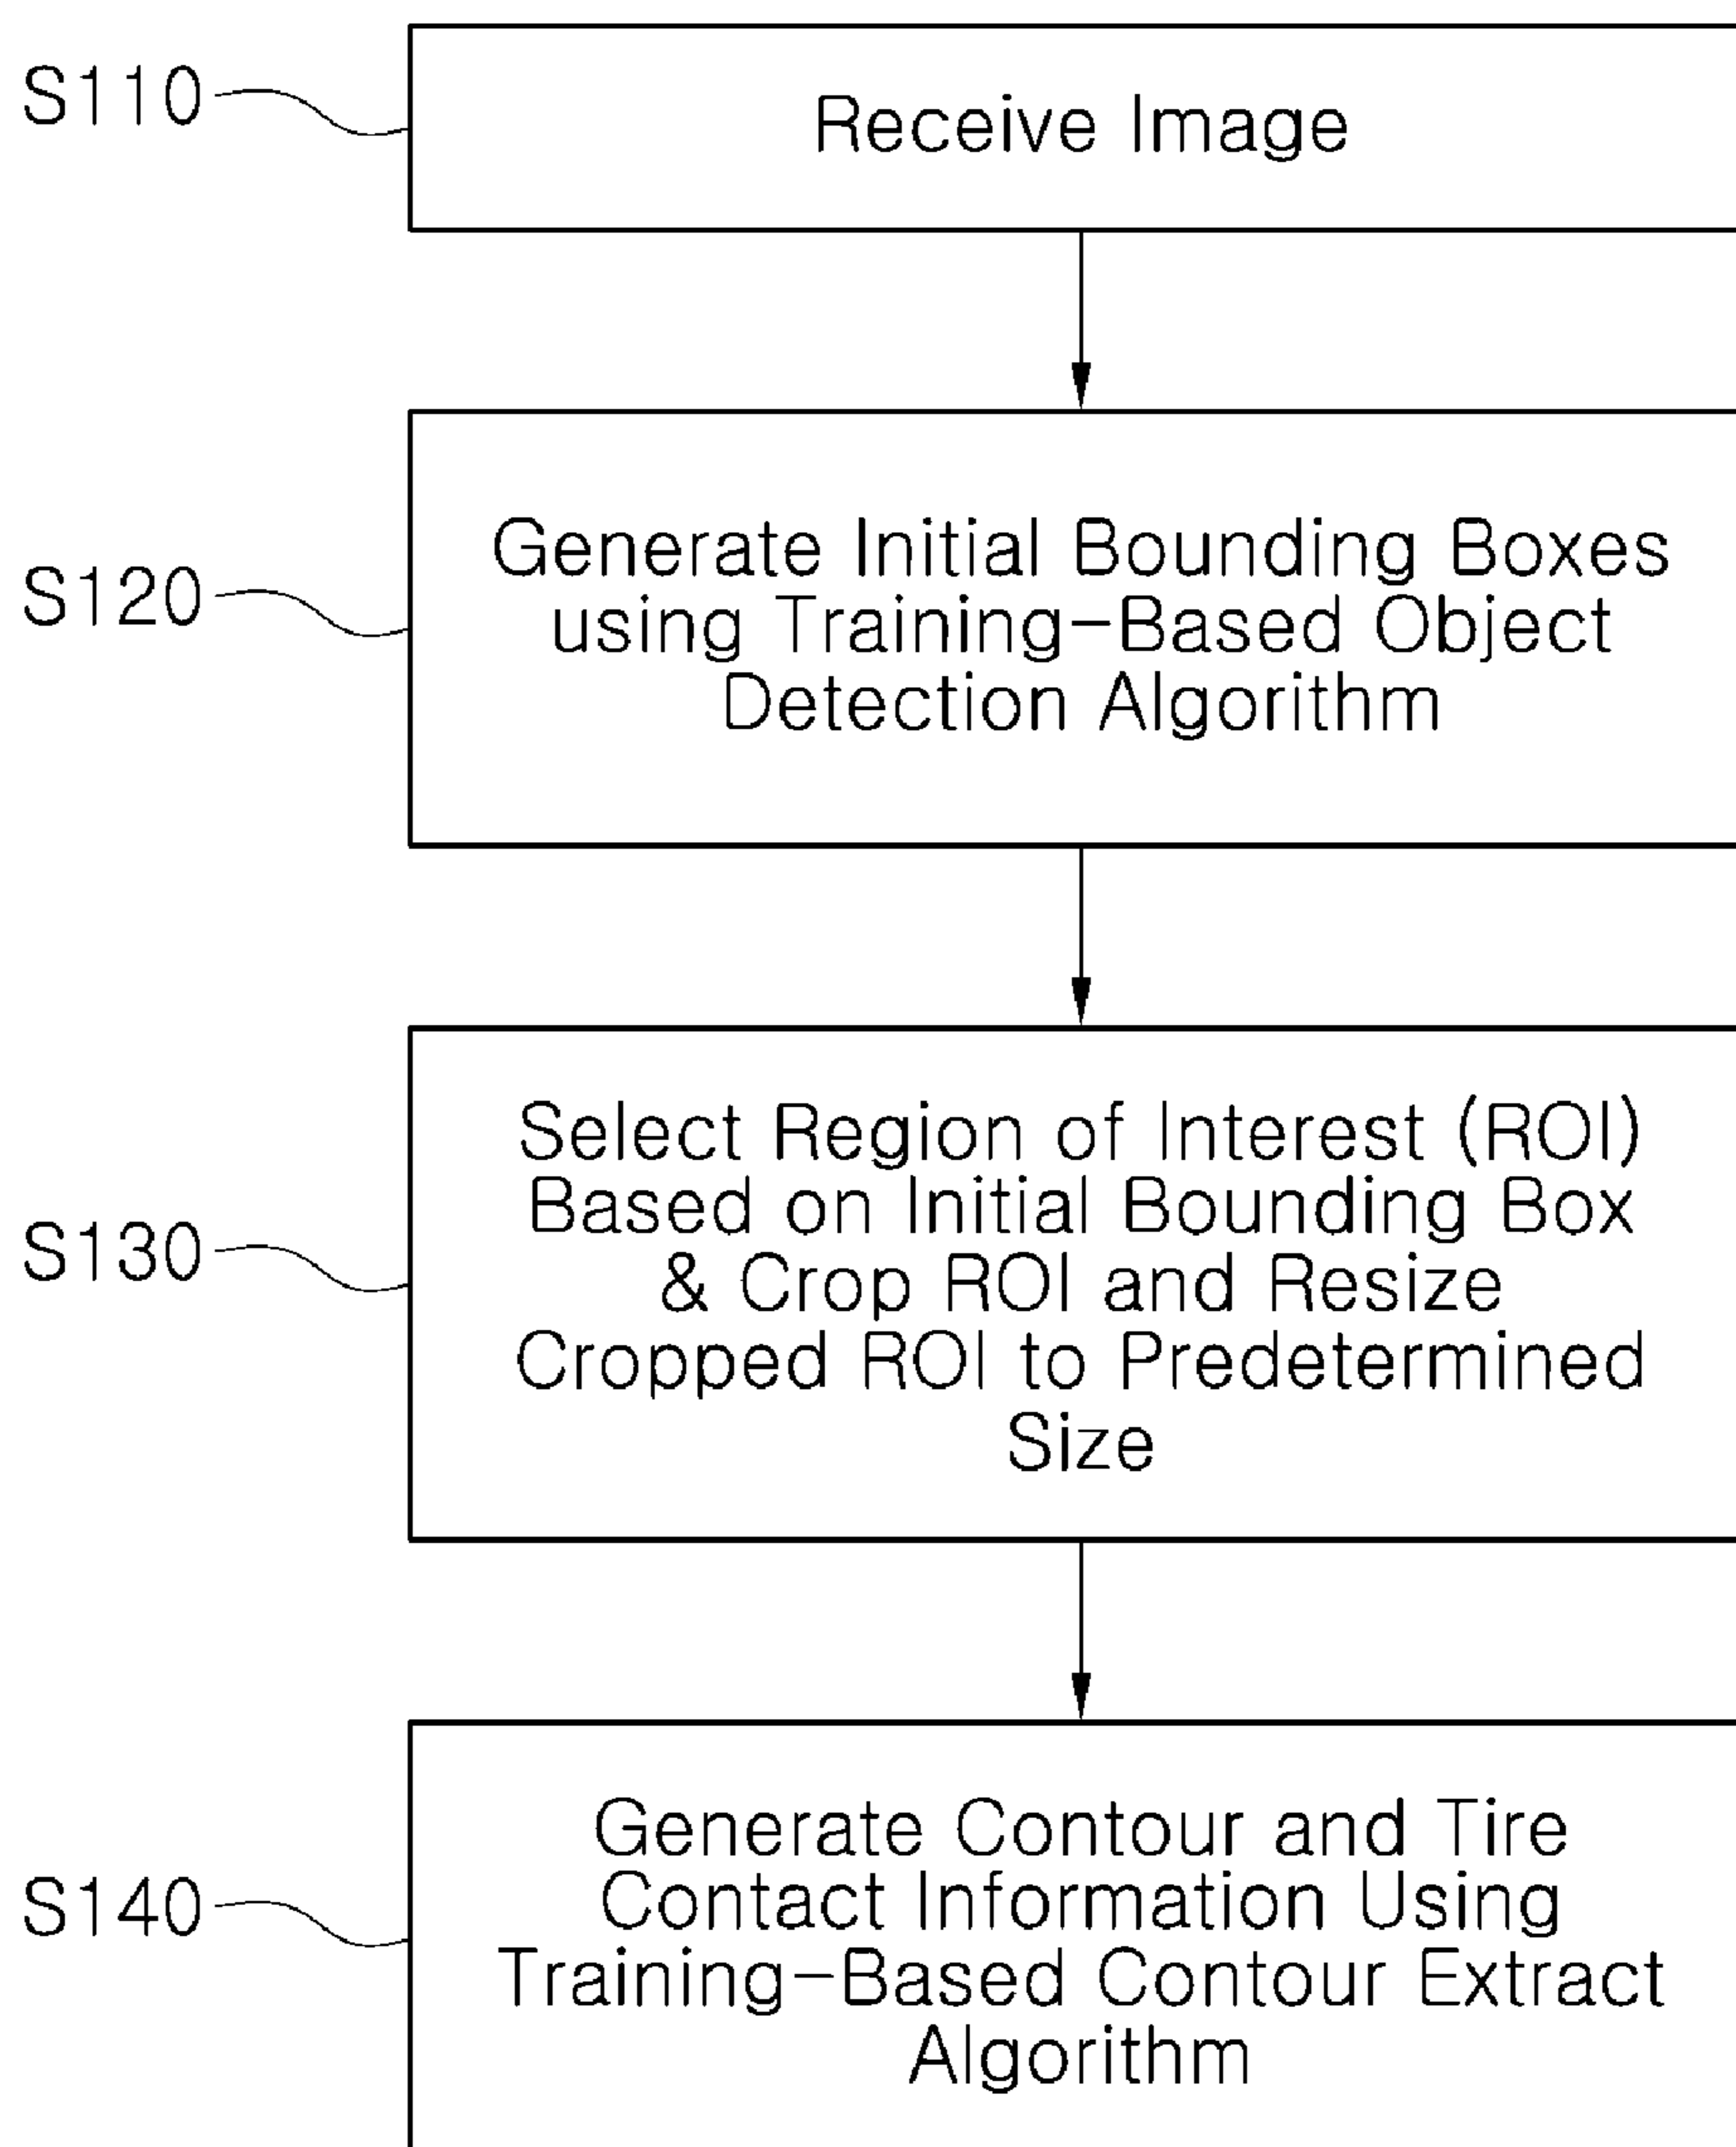 S110
Receive Image
S120
Generate Initial Bounding Boxes
using Training-Based Object
Detection Algorithm
S130
Select Region of Interest (ROI)
Based on Initial Bounding Box
& Crop ROI and Resize
Cropped ROI to Predetermined
Size
S140
Generate Contour and Tire
Contact Information Using
Training-Based Contour Extract
Algorithm